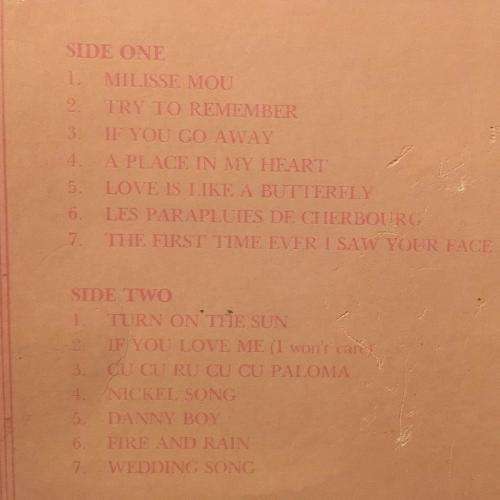 SIDE ONE
1. MILISSE MOU
2. TRY TO REMEMBER
3. IF YOU GO AWAY
4. A PLACE IN MY HEART
5. LOVE IS LIKE A BUTTERFLY
6. LES PARAPLUIES DE CHERBOURG
7. THE FIRST TIME EVER I SAW YOUR FACE
SIDE TWO
1. TURN ON THE SUN
2. IF YOU LOVE ME (I won't care)
3. CU CU RU CU CU PALOMA
4. NICKEL SONG
5. DANNY BOY
6. FIRE AND RAIN
7. WEDDING SONG